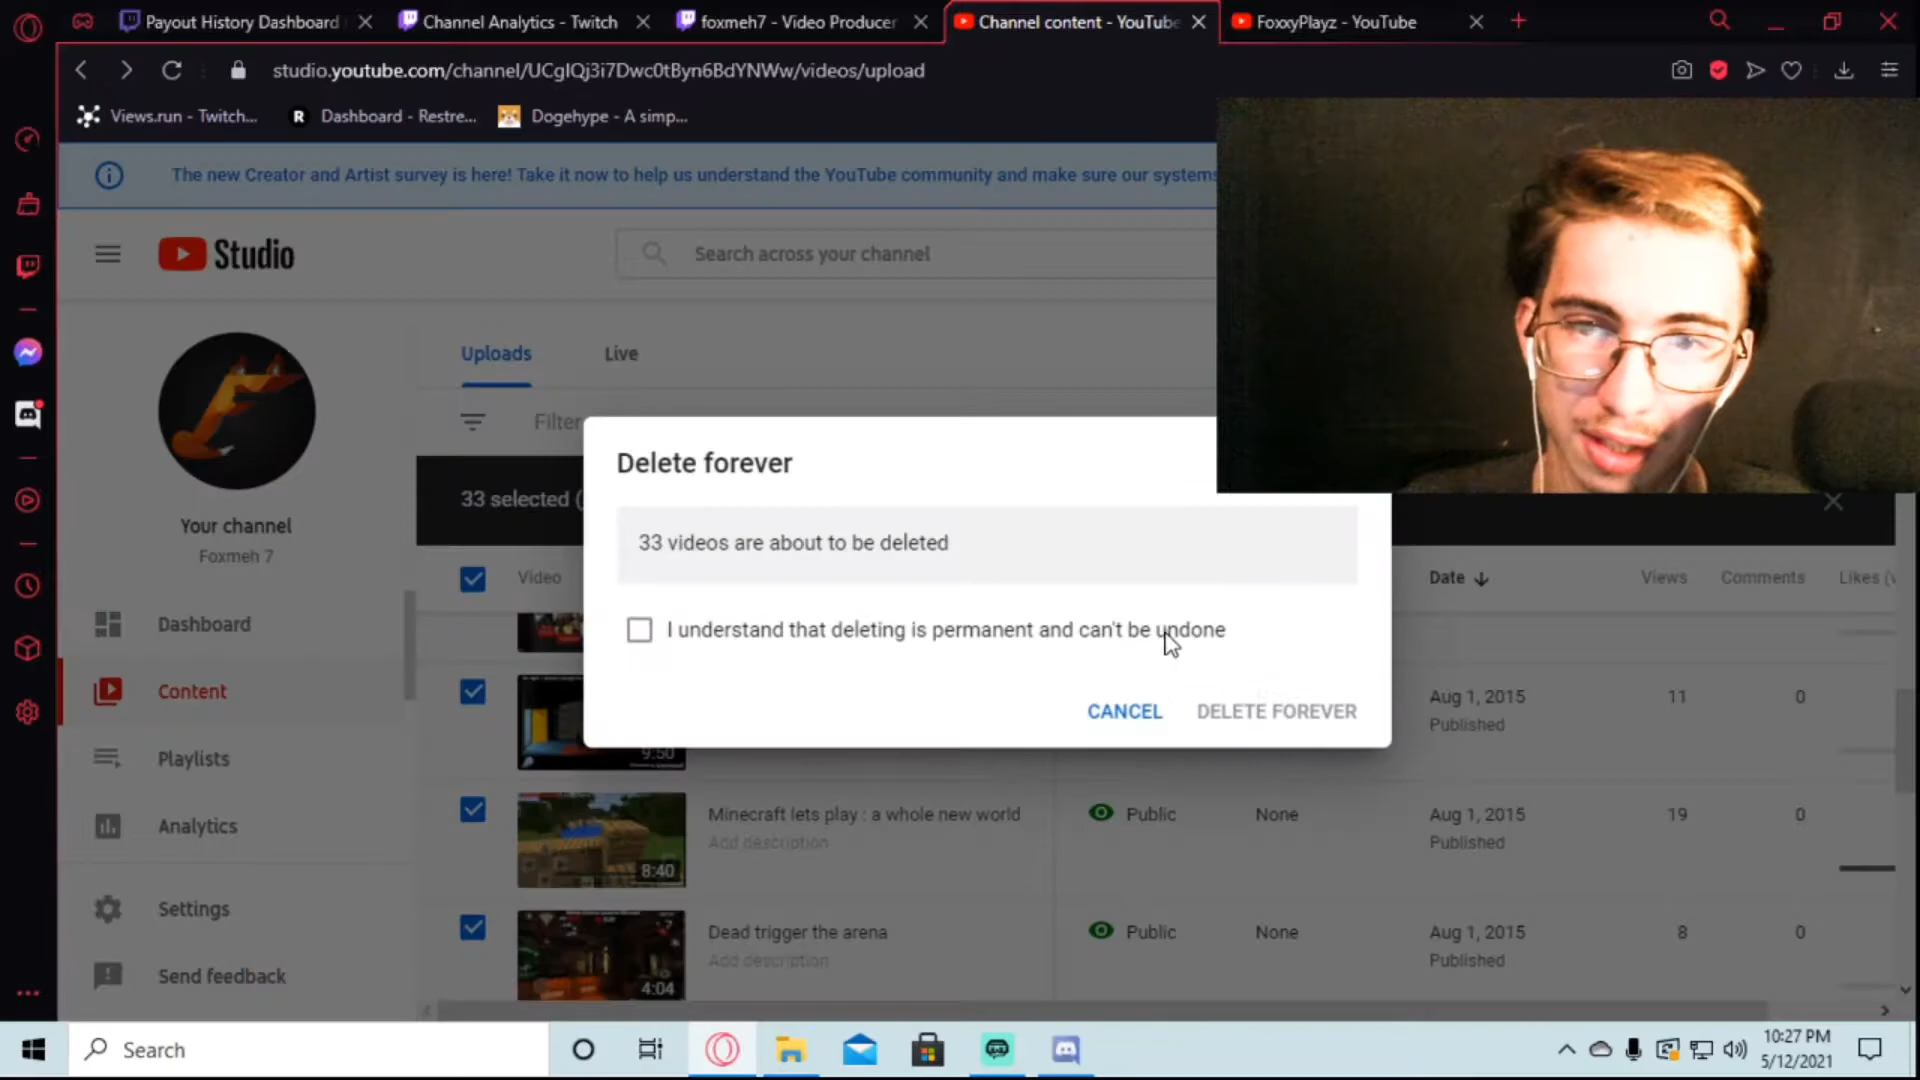 Payout History Dashboard
Channel Analytics - Twitch
foxmeh7 - Video Producer
Channel content - YouTube
FoxxyPlayz - YouTube
studio.youtube.com/channel/UCgIQj3i7Dwc0tByn6BdYNWw/videos/upload
Views.run - Twitch...
R Dashboard - Restre...
Dogehype - A simp...
The new Creator and Artist survey is here! Take it now to help us understand the YouTube community and make sure our systems
Studio
Search across your channel
Uploads
Live
Filter
Delete forever
33 selected (
33 videos are about to be deleted
Your channel
Foxmeh 7
Video
Date
Views
Comments
Likes (v
I understand that deleting is permanent and can't be undone
Dashboard
Content
Aug 1, 2015
11
0
Published
CANCEL
DELETE FOREVER
9:50
Playlists
Analytics
Minecraft lets play : a whole new world
Add description
8:40
Public
None
Aug 1, 2015
Published
19
0
Settings
Dead trigger the arena
Add description
4:04
Public
None
Aug 1, 2015
Published
8
0
Send feedback
Search
10:27 PM
5/12/2021